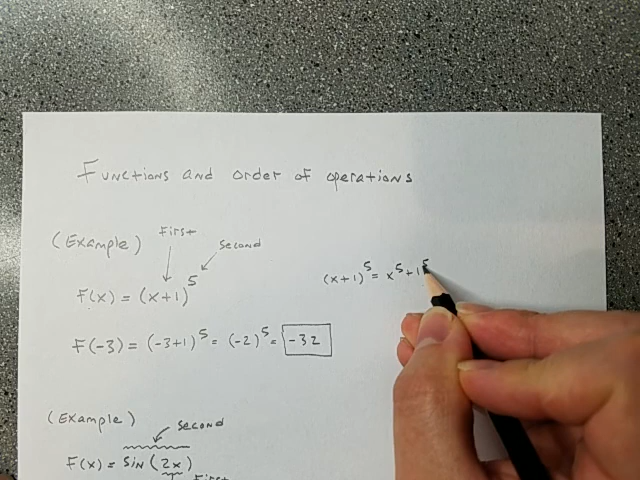 Functions and order of operations
(Example) First Second
F(x) = (x+1)^5
(x+1)^5 = x^5+1^5
F(-3) = (-3+1)^5 = (-2)^5 = -32
(Example) second
F(x) = sin(2x)
First